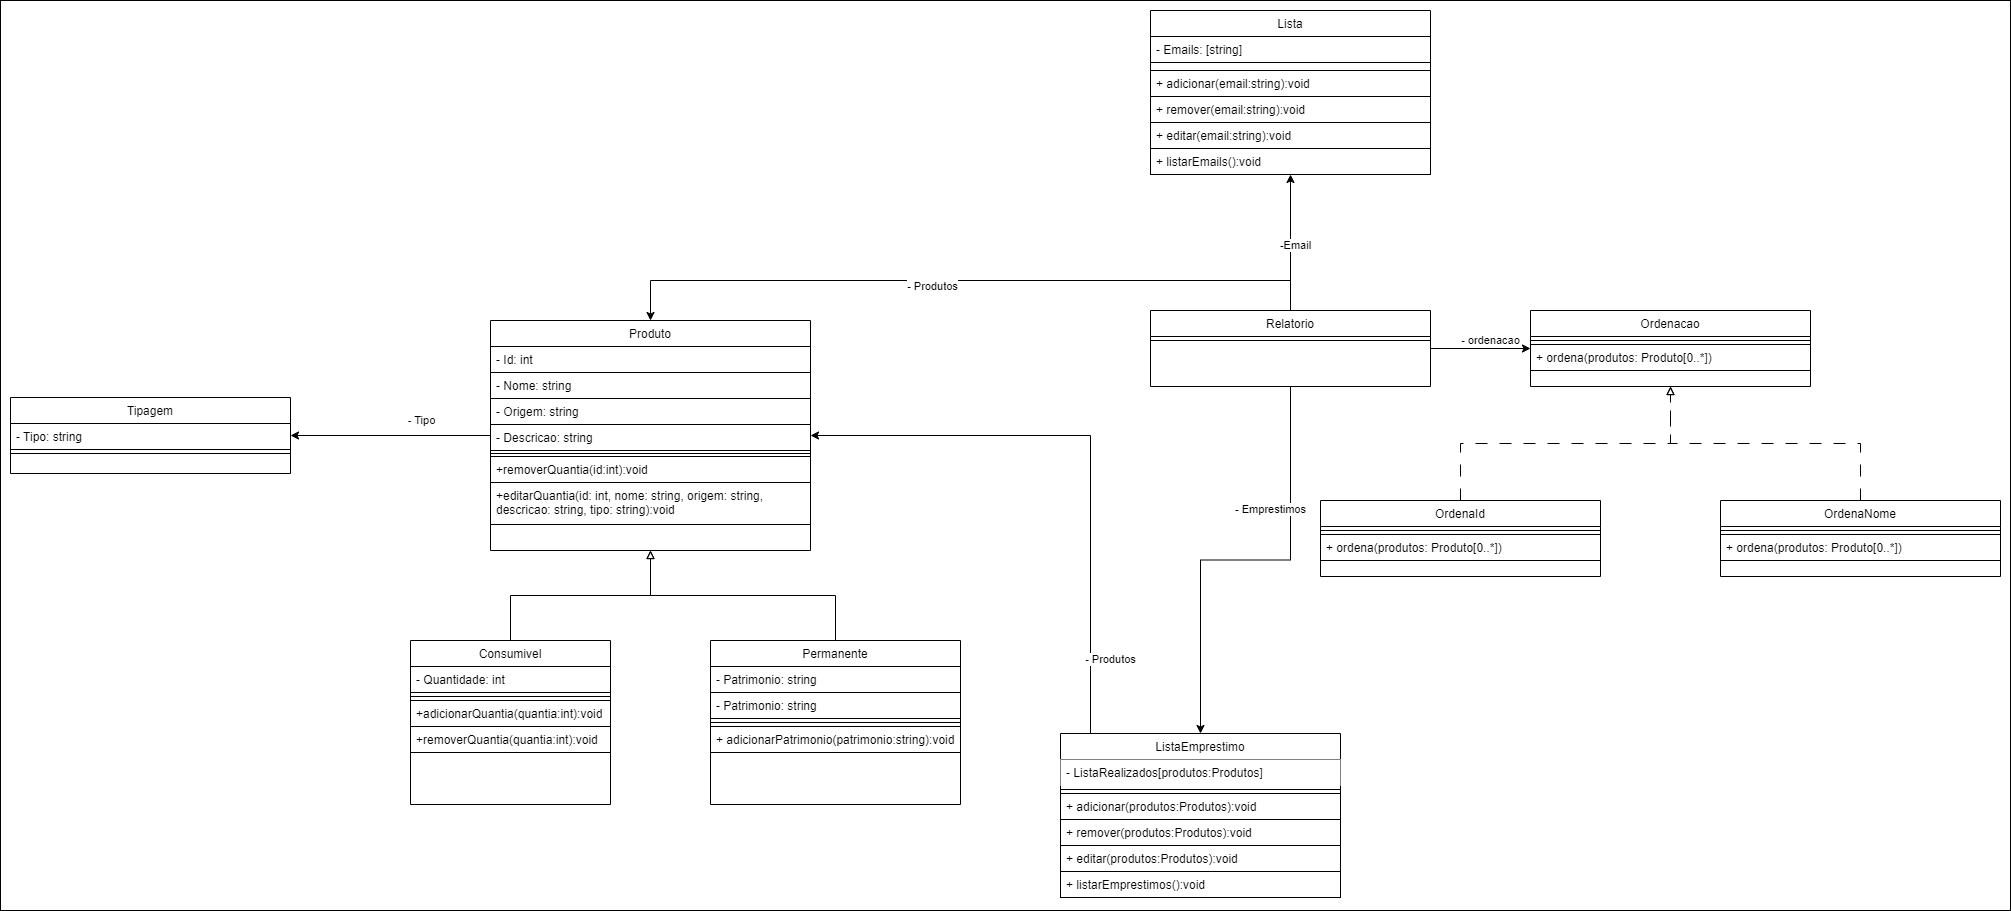 Lista
- Emails: [string]
+ adicionar(email:string):void
+ remover(email:string):void
+ editar(email:string):void
+ listarEmails():void
-Email
- Produtos
Relatorio
- ordenacao
Ordenacao
+ ordena(produtos: Produto[0..*])
Produto
- Id: int
- Nome: string
- Origem: string
- Descricao: string
+removerQuantia(id:int):void
+editarQuantia(id: int, nome: string, origem: string,
descricao: string, tipo: string):void
- Tipo
Tipagem
- Tipo: string
- Emprestimos
OrdenaId
+ ordena(produtos: Produto[0..*])
OrdenaNome
+ ordena(produtos: Produto[0..*])
Consumivel
- Quantidade: int
+adicionarQuantia(quantia:int):void
+removerQuantia(quantia:int):void
Permanente
- Patrimonio: string
- Patrimonio: string
+ adicionarPatrimonio(patrimonio:string):void
- Produtos
ListaEmprestimo
- ListaRealizados[produtos:Produtos]
+ adicionar(produtos:Produtos):void
+ remover(produtos:Produtos):void
+ editar(produtos:Produtos):void
+ listarEmprestimos():void